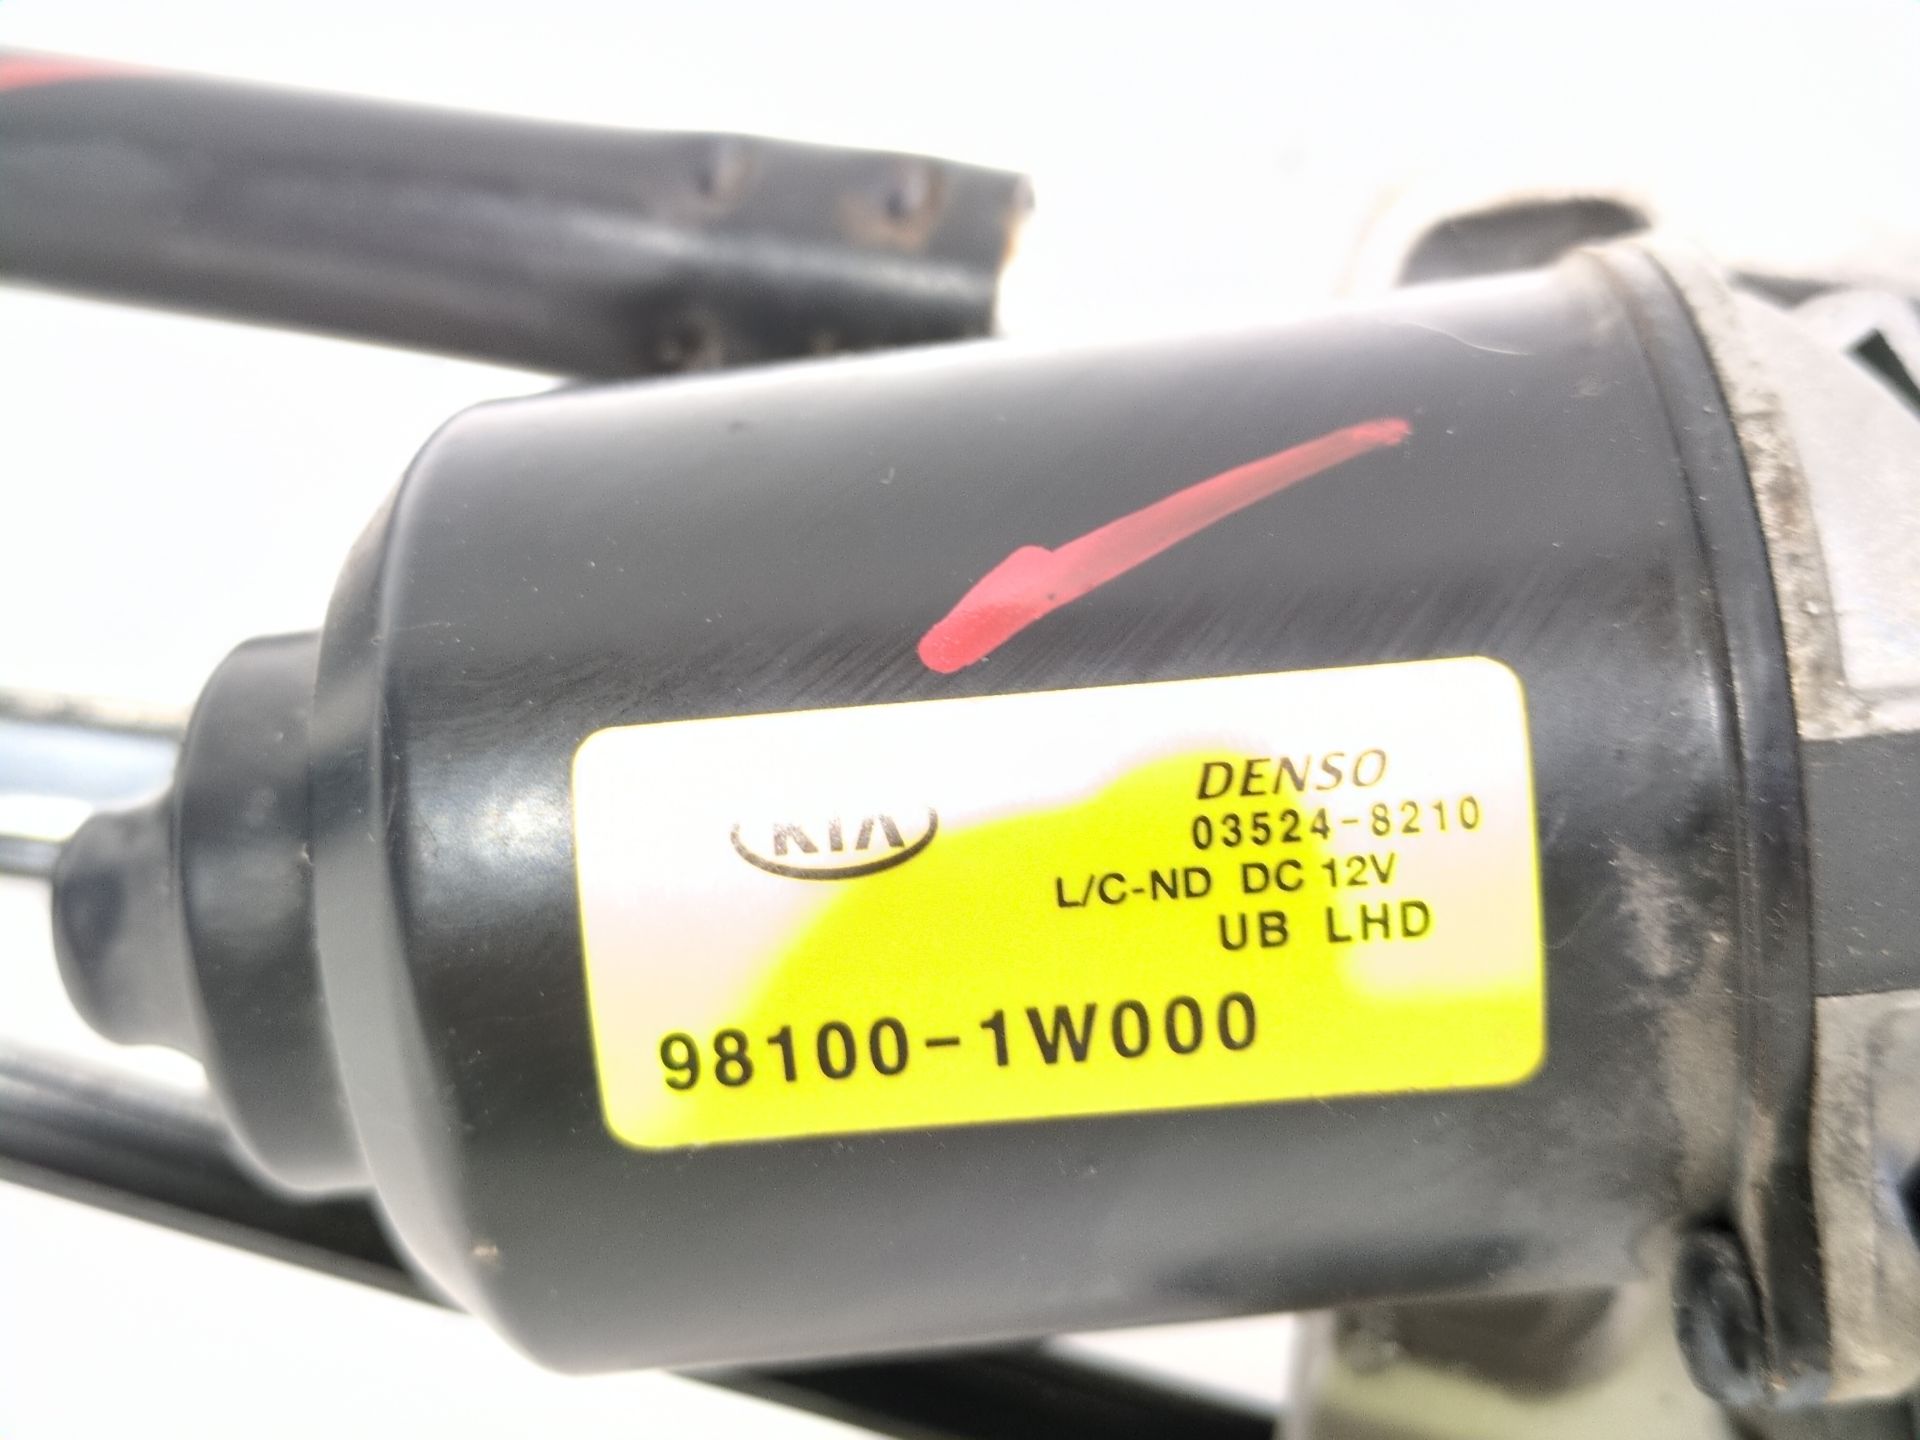 KIA
DENSO
03524-8210
L/C-ND DC 12V
UB LHD
98100-1W000